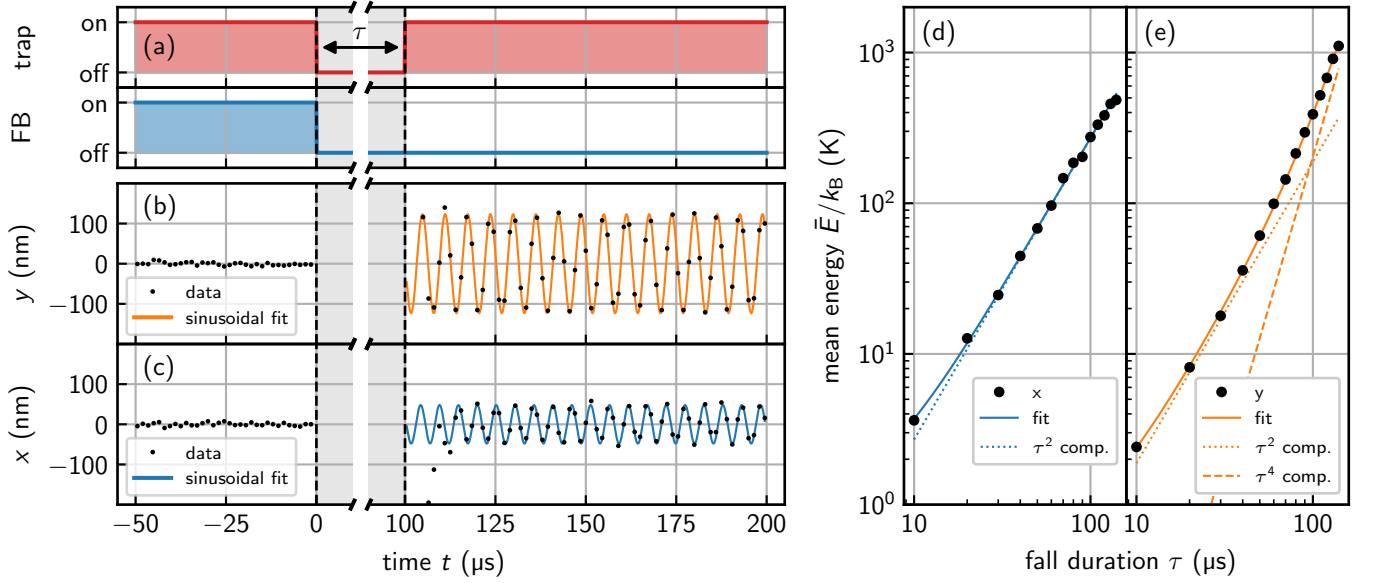 trap
on
off
(a)
τ
FB
on
off
y (nm)
100
0
−100
(b)
data
sinusoidal fit
x (nm)
100
0
−100
(c)
data
sinusoidal fit
−50 −25 0 100 125 150 175 200
time t (μs)
mean energy Ē/k_B (K)
10³
10²
10¹
10⁰
(d)
x
fit
τ² comp.
(e)
y
fit
τ² comp.
τ⁴ comp.
10 100 10 100
fall duration τ (μs)